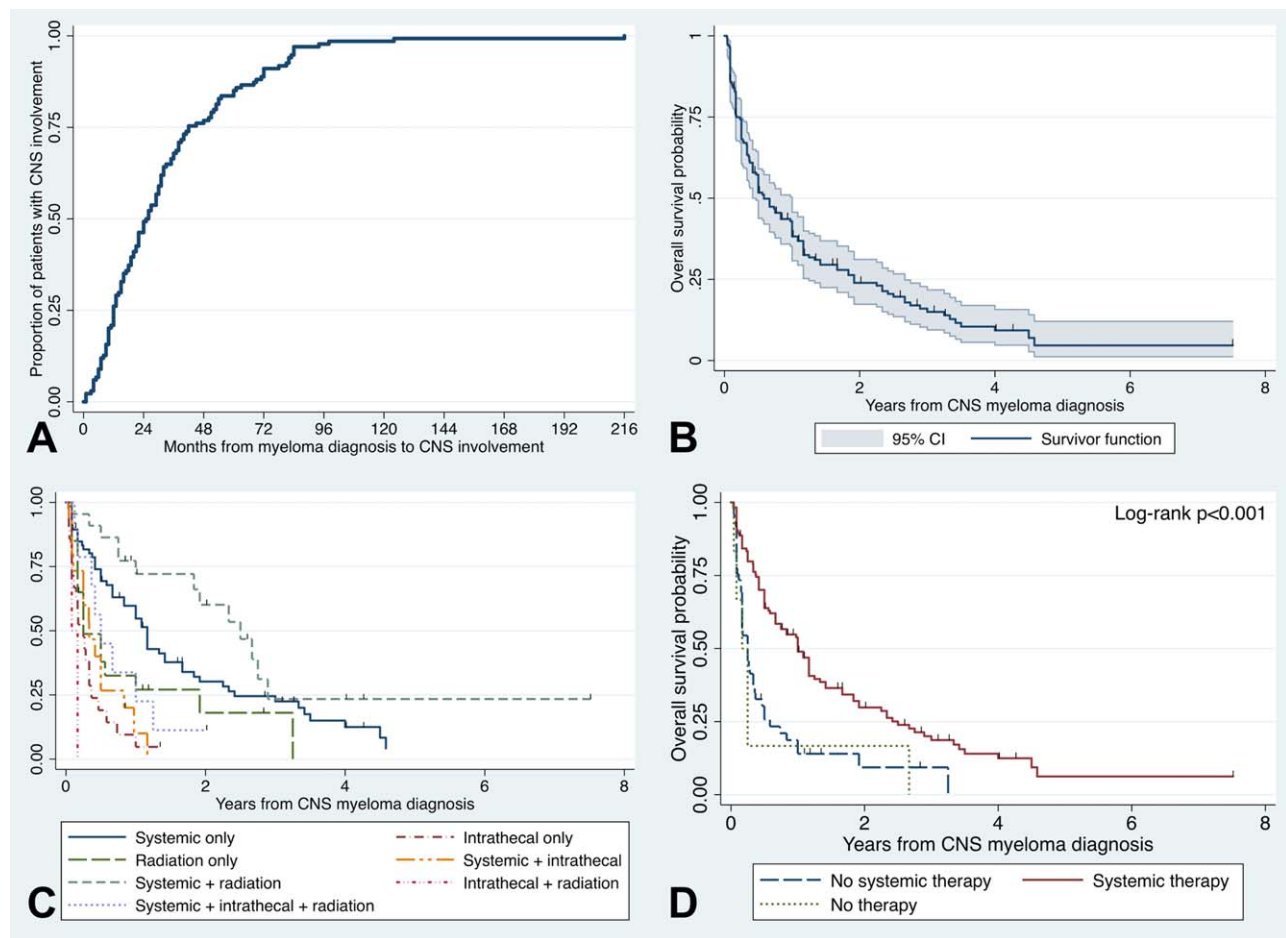 Proportion of patients with CNS involvement
1.00
0.75
0.50
0.25
0.00
0 24 48 72 96 120 144 168 192 216
Months from myeloma diagnosis to CNS involvement
A
Overall survival probability
1
.75
.5
.25
0
0 2 4 6 8
Years from CNS myeloma diagnosis
95% CI Survivor function
B
1.00
0.75
0.50
0.25
0.00
0 2 4 6 8
Years from CNS myeloma diagnosis
Systemic only Intrathecal only
Radiation only Systemic + intrathecal
Systemic + radiation Intrathecal + radiation
Systemic + intrathecal + radiation
C
Log-rank p<0.001
Overall survival probability
1.00
0.75
0.50
0.25
0.00
0 2 4 6 8
Years from CNS myeloma diagnosis
No systemic therapy Systemic therapy
No therapy
D